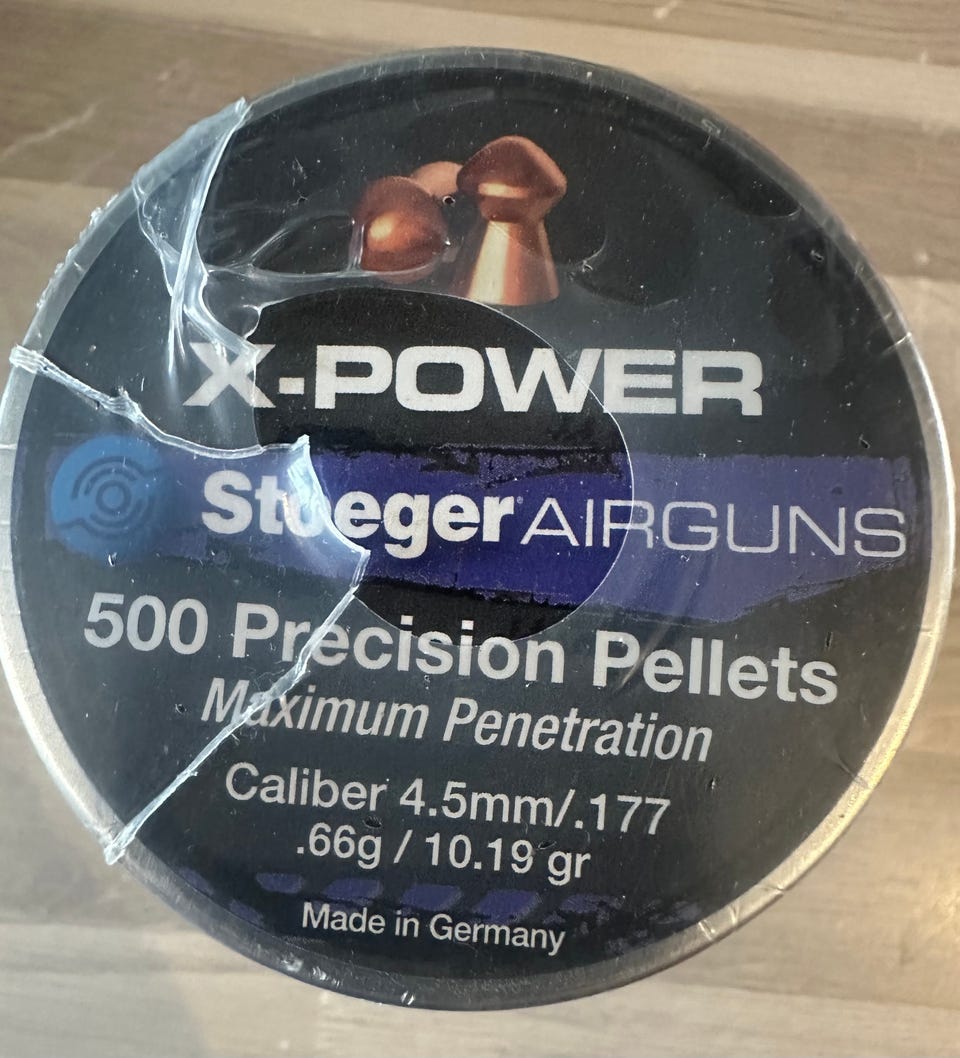 X-POWER
Stoeger AIRGUNS
500 Precision Pellets
Maximum Penetration
Caliber 4.5mm/.177
.66g / 10.19 gr
Made in Germany